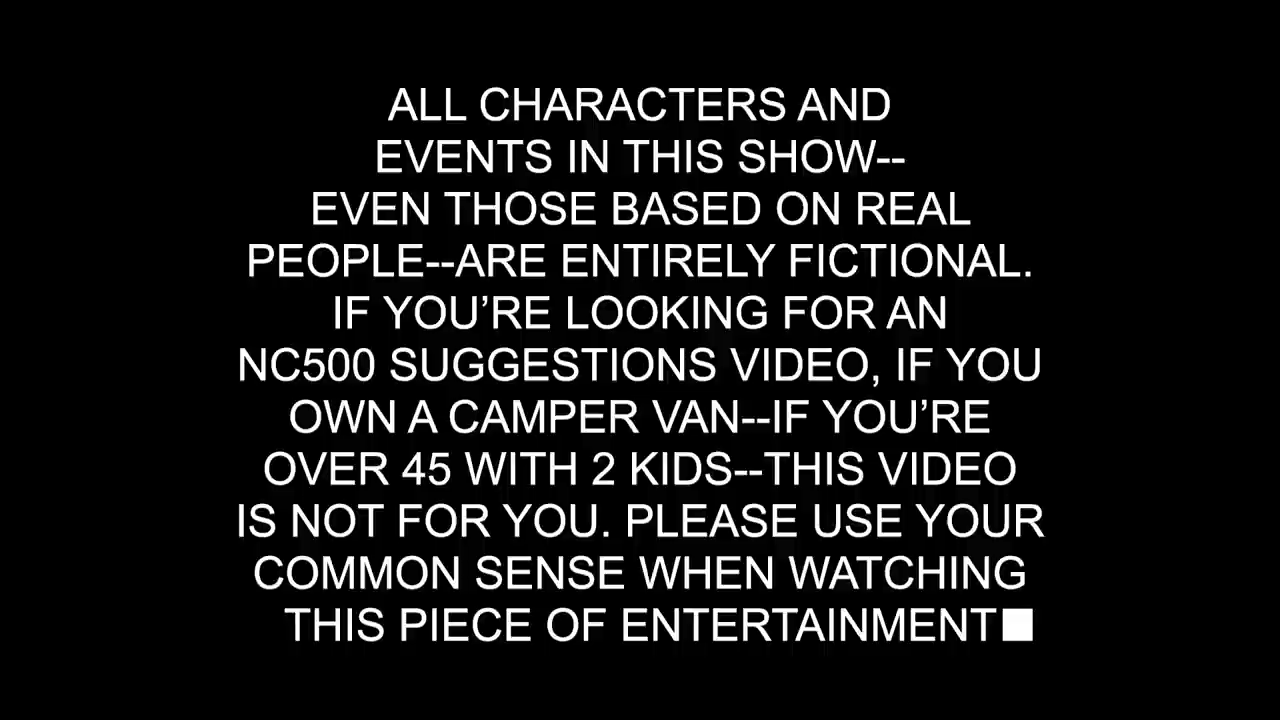 ALL CHARACTERS AND
EVENTS IN THIS SHOW--
EVEN THOSE BASED ON REAL
PEOPLE--ARE ENTIRELY FICTIONAL.
IF YOU’RE LOOKING FOR AN
NC500 SUGGESTIONS VIDEO, IF YOU
OWN A CAMPER VAN--IF YOU’RE
OVER 45 WITH 2 KIDS--THIS VIDEO
IS NOT FOR YOU. PLEASE USE YOUR
COMMON SENSE WHEN WATCHING
THIS PIECE OF ENTERTAINMENT■